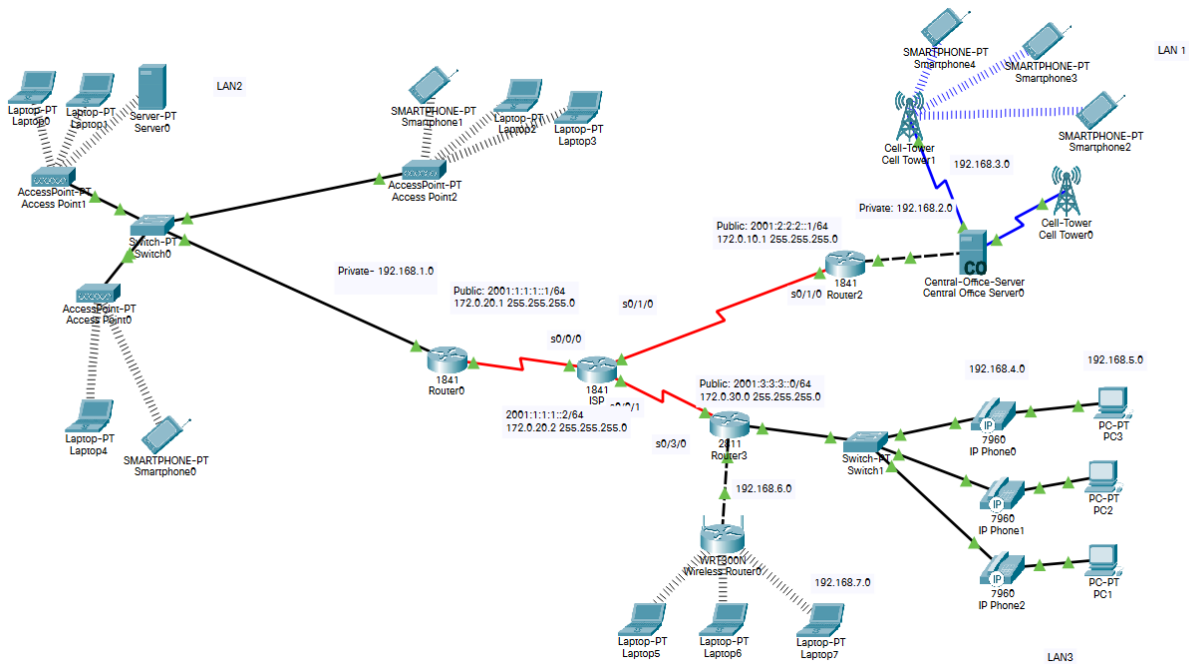 LAN2
LAN 1
SMARTPHONE-PT
Smartphone4
SMARTPHONE-PT
Smartphone3
SMARTPHONE-PT
Smartphone2
Cell-Tower
Cell Tower1
192.168.3.0
Private: 192.168.2.0
Cell-Tower
Cell Tower0
Central-Office-Server
Central Office Server0
CO
Public: 2001:2:2:2::1/64
172.0.10.1 255.255.255.0
1841
Router2
s0/1/0
s0/1/0
Laptop-PT
Laptop0
Laptop-PT
Laptop1
Server-PT
Server0
SMARTPHONE-PT
Smartphone1
Laptop-PT
Laptop2
Laptop-PT
Laptop3
AccessPoint-PT
Access Point1
AccessPoint-PT
Access Point2
Switch-PT
Switch0
AccessPoint-PT
Access Point0
Laptop-PT
Laptop4
SMARTPHONE-PT
Smartphone0
Private- 192.168.1.0
Public: 2001:1:1:1::1/64
172.0.20.1 255.255.255.0
s0/0/0
1841
Router0
1841
ISP
s0/0/1
2001:1:1:1::2/64
172.0.20.2 255.255.255.0
Public: 2001:3:3:3::0/64
172.0.30.0 255.255.255.0
s0/3/0
2811
Router3
Switch-PT
Switch1
192.168.4.0
192.168.5.0
IP
7960
IP Phone0
PC-PT
PC3
IP
7960
IP Phone1
PC-PT
PC2
IP
7960
IP Phone2
PC-PT
PC1
192.168.6.0
WRT300N
Wireless Router0
192.168.7.0
Laptop-PT
Laptop5
Laptop-PT
Laptop6
Laptop-PT
Laptop7
LAN3